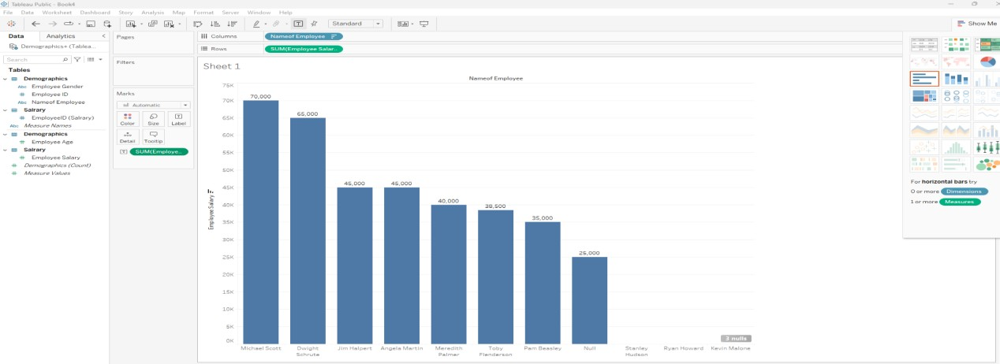 Tableau Public - Book4
File Data Worksheet Dashboard Story Analysis Map Format Server Window Help
Standard
Show Me
Data Analytics
Demographics+ (Tablea...
Search
Tables
Demographics
Abc Employee Gender
# Employee ID
Abc Nameof Employee
Salrary
# EmployeeID (Salrary)
Abc Measure Names
Demographics
# Employee Age
Salrary
# Employee Salary
# Demographics (Count)
# Measure Values
Pages
Filters
Marks
Automatic
Color Size Label
Detail Tooltip
SUM(Employe..
Columns Nameof Employee
Rows SUM(Employee Salar..
Sheet 1
Nameof Employee
Employee Salary
75K
70K
65K
60K
55K
50K
45K
40K
35K
30K
25K
20K
15K
10K
5K
0K
70,000
65,000
45,000
45,000
40,000
38,500
35,000
25,000
3 nulls
Michael Scott
Dwight Schrute
Jim Halpert
Angela Martin
Meredith Palmer
Toby Flenderson
Pam Beasley
Null
Stanley Hudson
Ryan Howard
Kevin Malone
For horizontal bars try
0 or more Dimensions
1 or more Measures